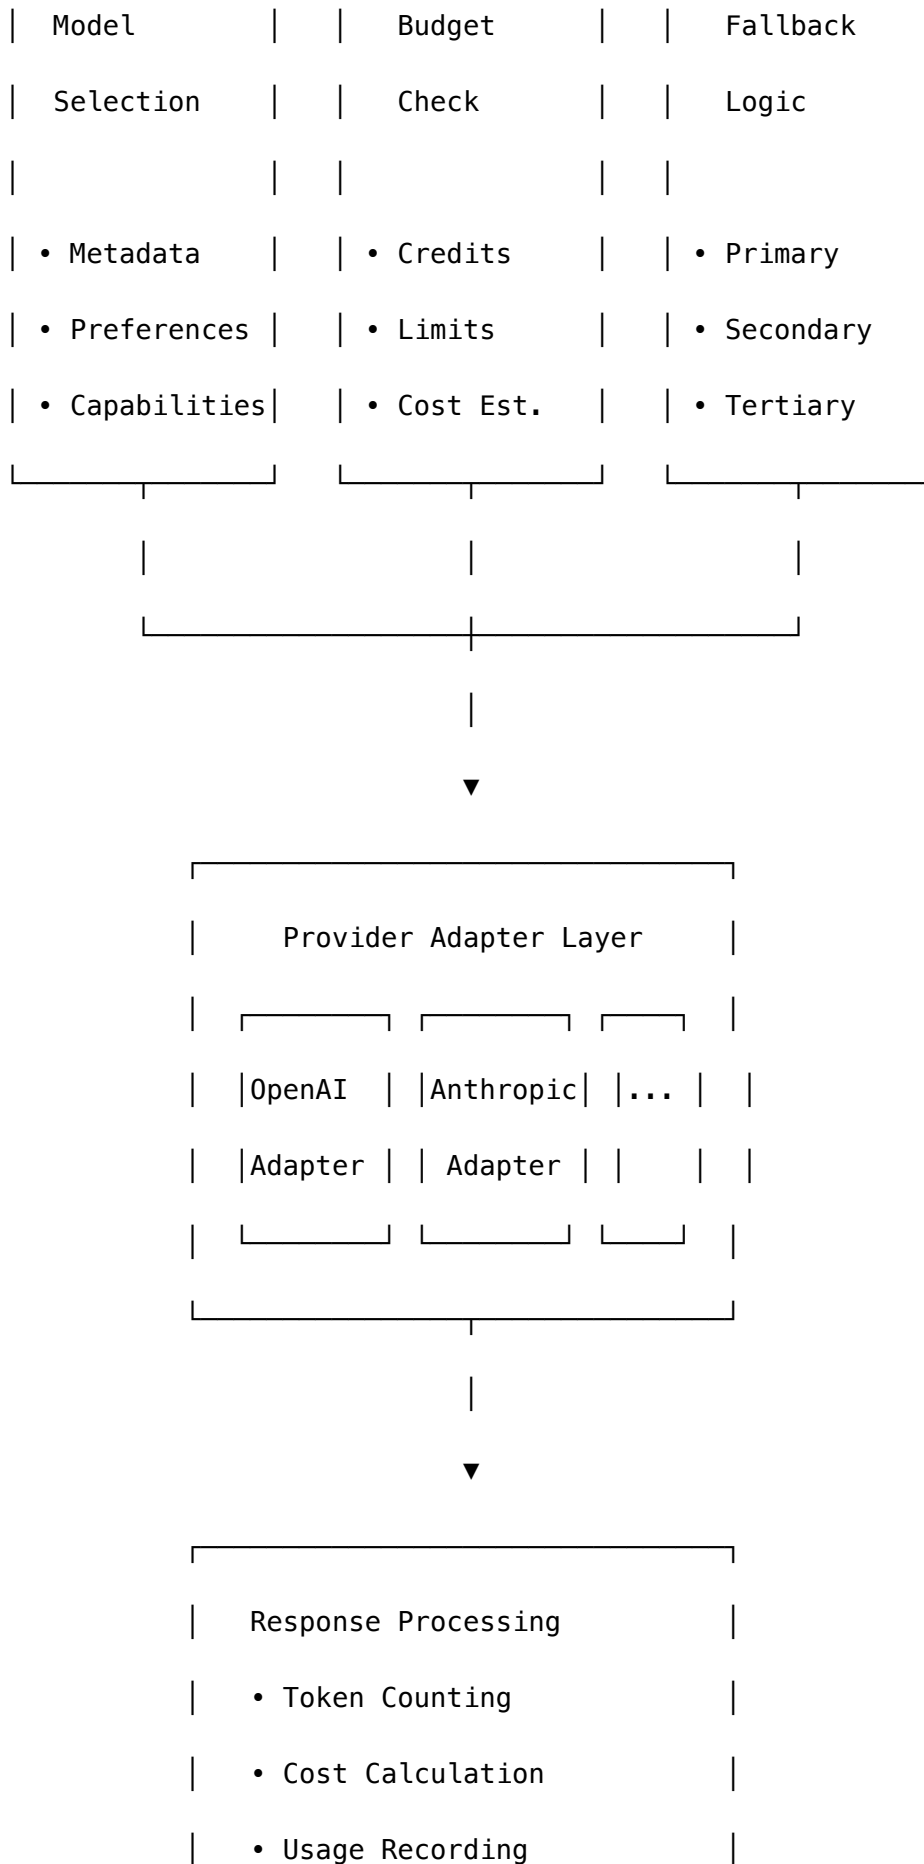 Model Budget Fallback
Selection Check Logic
• Metadata • Credits • Primary
• Preferences • Limits • Secondary
• Capabilities • Cost Est. • Tertiary
▼
Provider Adapter Layer
OpenAI Anthropic ...
Adapter Adapter
▼
Response Processing
• Token Counting
• Cost Calculation
• Usage Recording